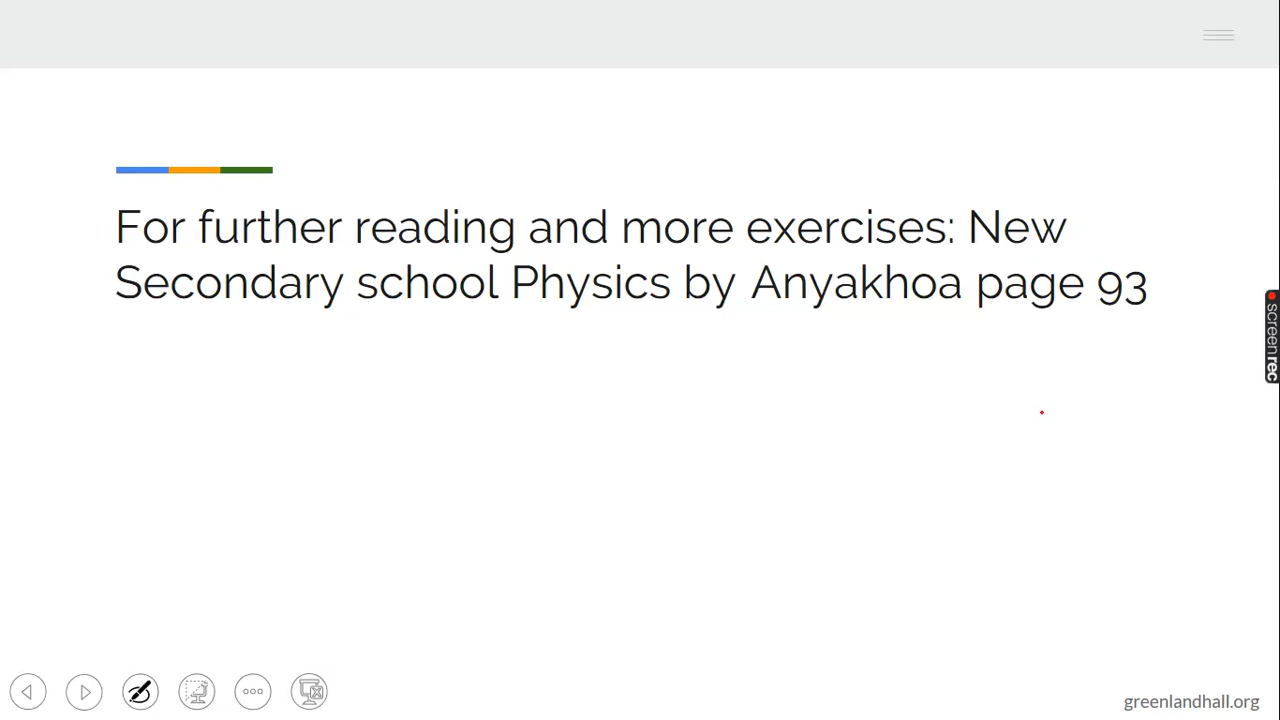 For further reading and more exercises: New
Secondary school Physics by Anyakhoa page 93
screenrec
greenlandhall.org